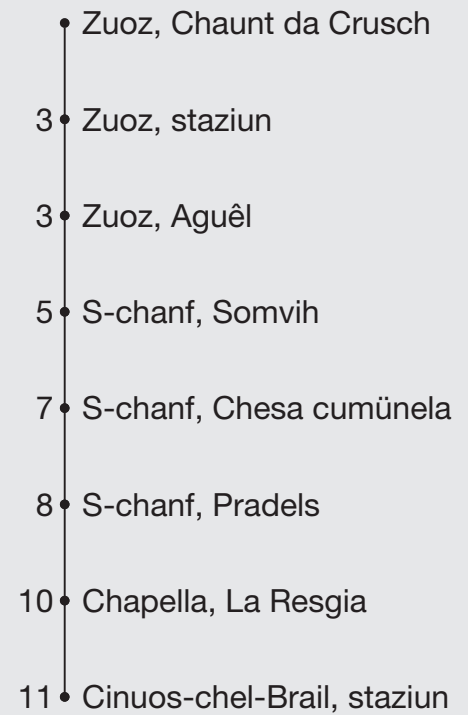 Zuoz, Chaunt da Crusch
3 Zuoz, staziun
3 Zuoz, Aguêl
5 S-chanf, Somvih
7 S-chanf, Chesa cumünela
8 S-chanf, Pradels
10 Chapella, La Resgia
11 Cinuos-chel-Brail, staziun